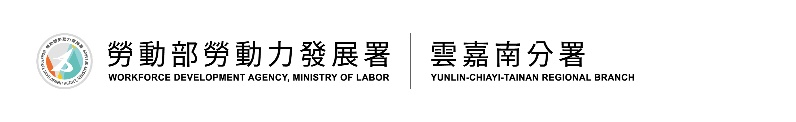 勞動部勞動力發展署
WORKFORCE DEVELOPMENT AGENCY, MINISTRY OF LABOR
雲嘉南分署
YUNLIN-CHIAYI-TAINAN REGIONAL BRANCH